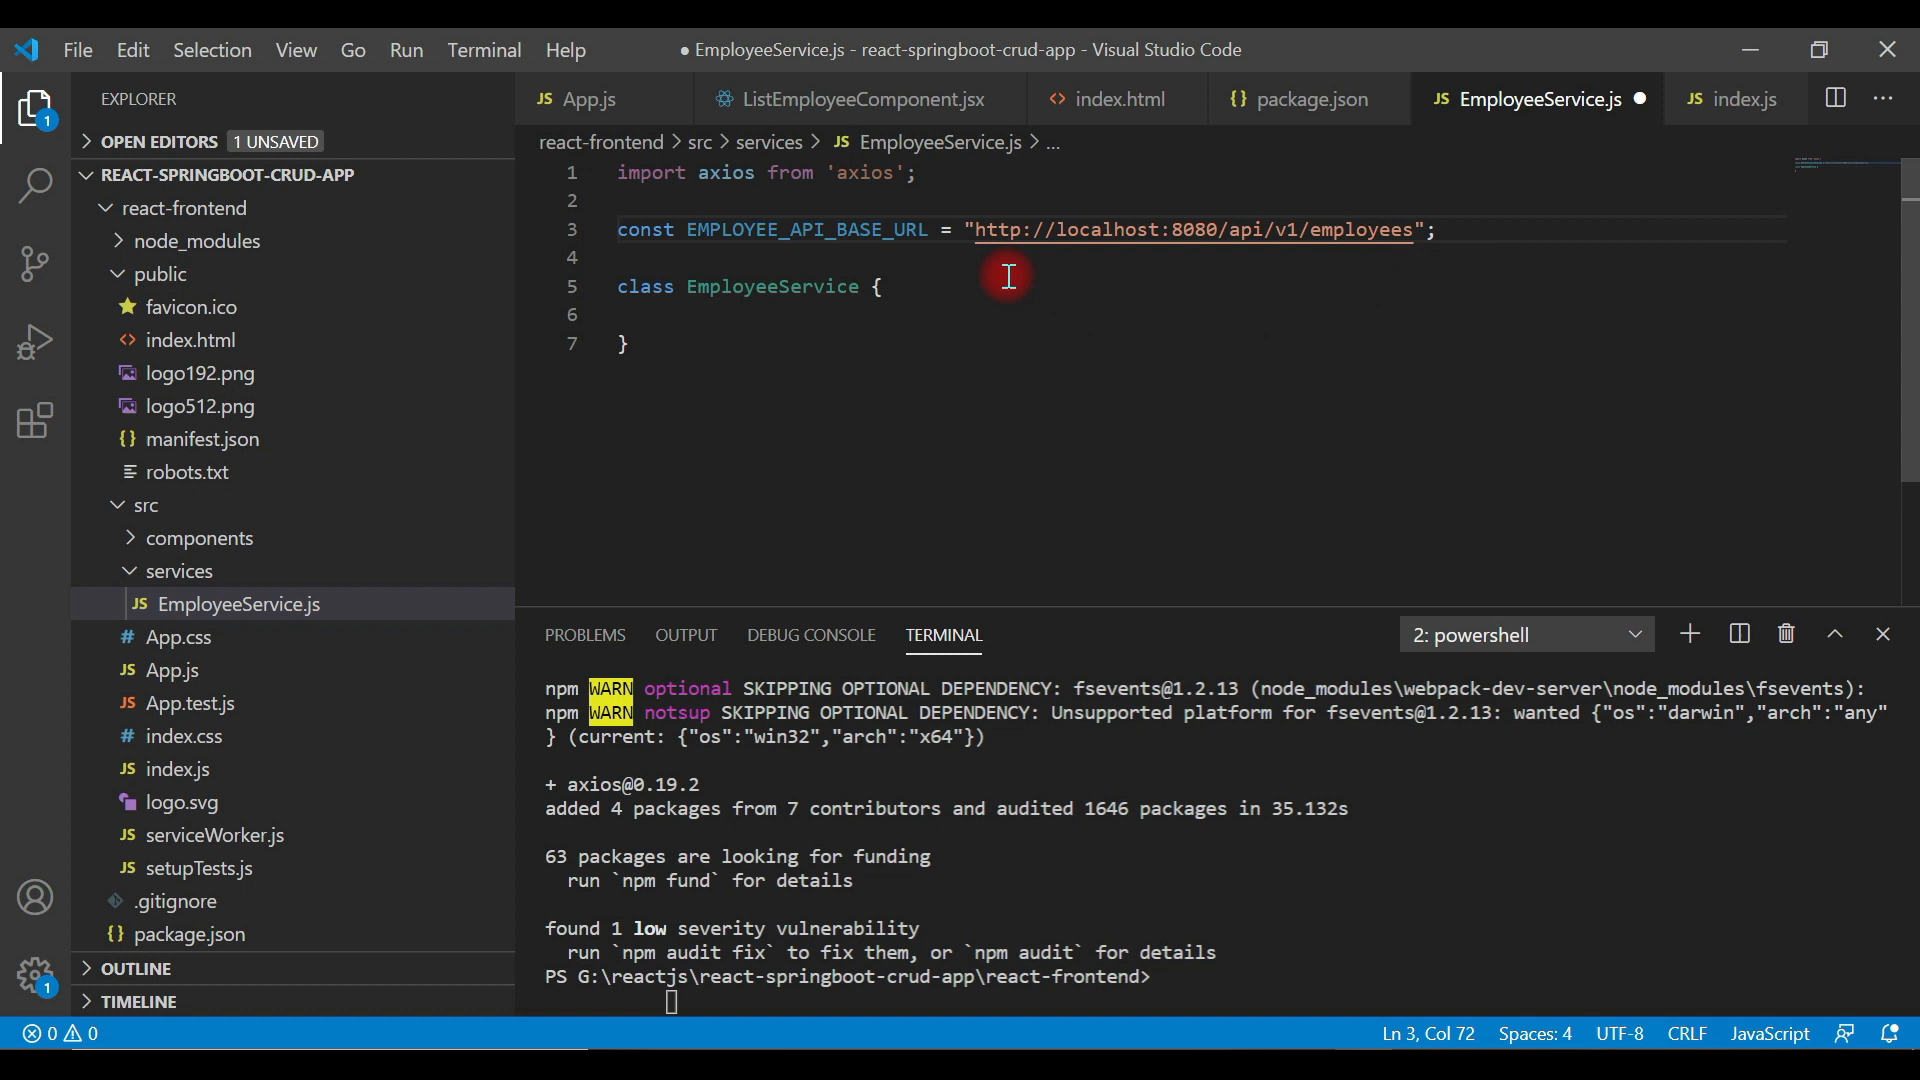 File Edit Selection View Go Run Terminal Help ● EmployeeService.js - react-springboot-crud-app - Visual Studio Code
EXPLORER
OPEN EDITORS 1 UNSAVED
REACT-SPRINGBOOT-CRUD-APP
react-frontend
node_modules
public
favicon.ico
index.html
logo192.png
logo512.png
manifest.json
robots.txt
src
components
services
JS EmployeeService.js
# App.css
JS App.js
JS App.test.js
# index.css
JS index.js
logo.svg
JS serviceWorker.js
JS setupTests.js
.gitignore
{} package.json
OUTLINE
TIMELINE
1
1
JS App.js ListEmployeeComponent.jsx <> index.html {} package.json JS EmployeeService.js ● JS index.js
react-frontend > src > services > JS EmployeeService.js > ...
1 import axios from 'axios';
2
3 const EMPLOYEE_API_BASE_URL = "http://localhost:8080/api/v1/employees";
4
5 class EmployeeService {
6
7 }
PROBLEMS OUTPUT DEBUG CONSOLE TERMINAL 2: powershell
npm WARN optional SKIPPING OPTIONAL DEPENDENCY: fsevents@1.2.13 (node_modules\webpack-dev-server\node_modules\fsevents):
npm WARN notsup SKIPPING OPTIONAL DEPENDENCY: Unsupported platform for fsevents@1.2.13: wanted {"os":"darwin","arch":"any"
} (current: {"os":"win32","arch":"x64"})
+ axios@0.19.2
added 4 packages from 7 contributors and audited 1646 packages in 35.132s
63 packages are looking for funding
run `npm fund` for details
found 1 low severity vulnerability
run `npm audit fix` to fix them, or `npm audit` for details
PS G:\reactjs\react-springboot-crud-app\react-frontend>
0 0 Ln 3, Col 72 Spaces: 4 UTF-8 CRLF JavaScript